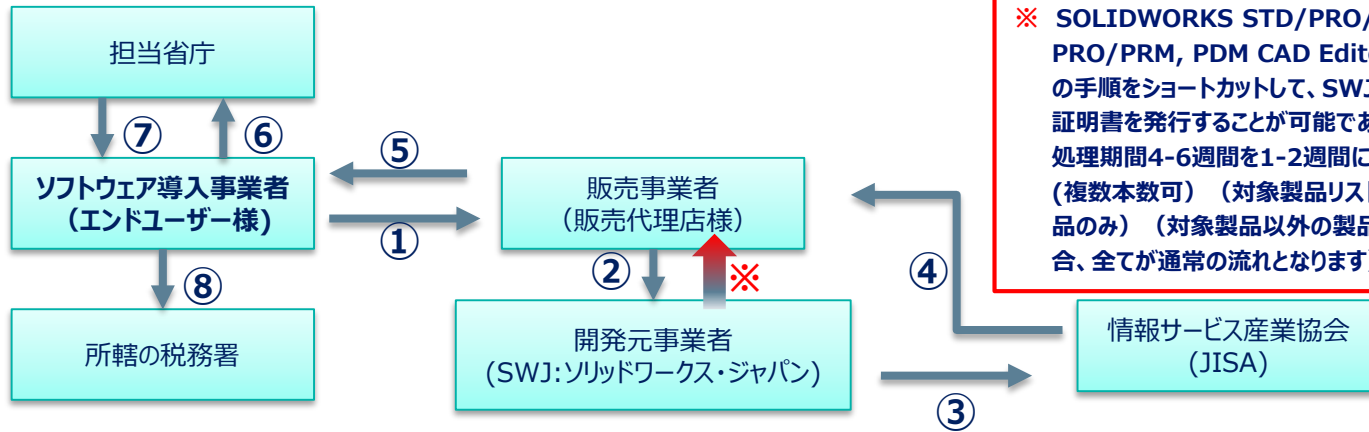 担当省庁
⑦
⑥
ソフトウェア導入事業者
（エンドユーザー様)
⑤
①
⑧
所轄の税務署
販売事業者
（販売代理店様）
②
※
開発元事業者
(SWJ:ソリッドワークス・ジャパン)
④
③
情報サービス産業協会
(JISA)
※ SOLIDWORKS STD/PRO/
PRO/PRM, PDM CAD Edit
の手順をショートカットして、SWJ
証明書を発行することが可能であ
処理期間4-6週間を1-2週間に
(複数本数可）（対象製品リスト
品のみ）（対象製品以外の製品
合、全てが通常の流れとなります